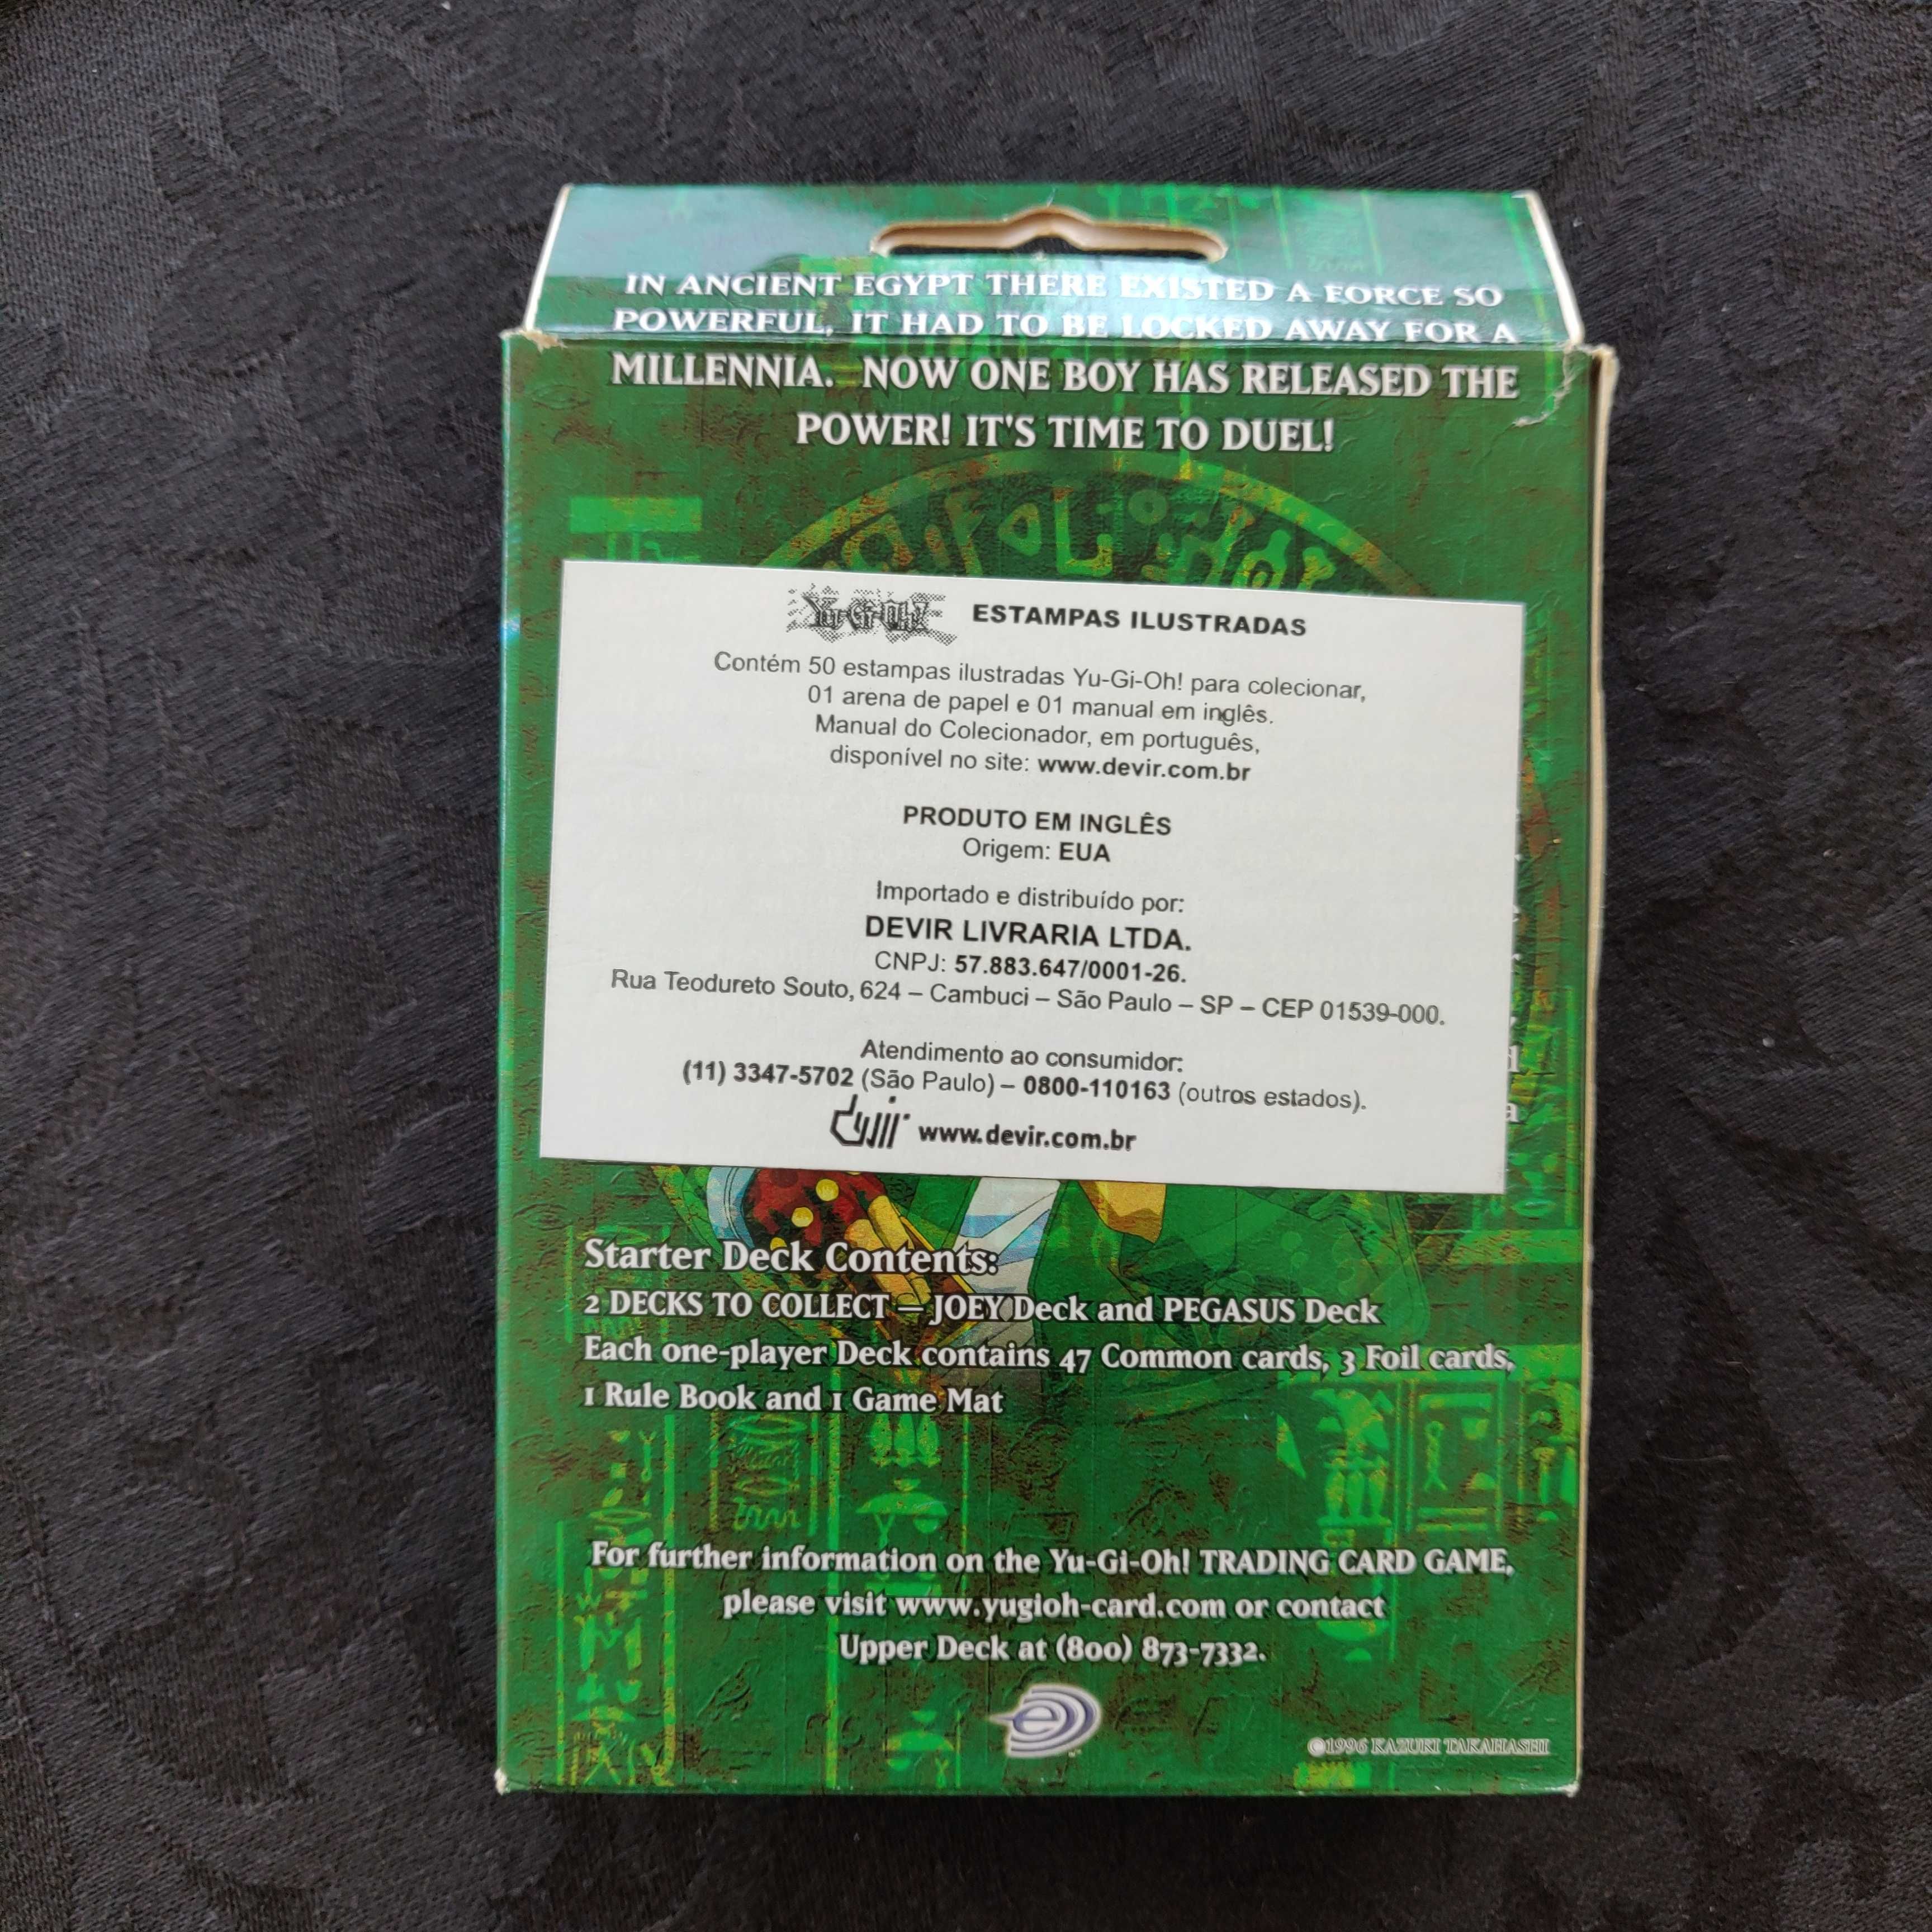 IN ANCIENT EGYPT THERE EXISTED A FORCE SO
POWERFUL, IT HAD TO BE LOCKED AWAY FOR A
MILLENNIA. NOW ONE BOY HAS RELEASED THE
POWER! IT'S TIME TO DUEL!
Yu-Gi-Oh! ESTAMPAS ILUSTRADAS
Contém 50 estampas ilustradas Yu-Gi-Oh! para colecionar,
01 arena de papel e 01 manual em inglês.
Manual do Colecionador, em português,
disponível no site: www.devir.com.br
PRODUTO EM INGLÊS
Origem: EUA
Importado e distribuído por:
DEVIR LIVRARIA LTDA.
CNPJ: 57.883.647/0001-26.
Rua Teodureto Souto, 624 – Cambuci – São Paulo – SP – CEP 01539-000.
Atendimento ao consumidor:
(11) 3347-5702 (São Paulo) – 0800-110163 (outros estados).
devir www.devir.com.br
Starter Deck Contents:
2 DECKS TO COLLECT — JOEY Deck and PEGASUS Deck
Each one-player Deck contains 47 Common cards, 3 Foil cards,
1 Rule Book and 1 Game Mat
For further information on the Yu-Gi-Oh! TRADING CARD GAME,
please visit www.yugioh-card.com or contact
Upper Deck at (800) 873-7332.
©1996 KAZUKI TAKAHASHI